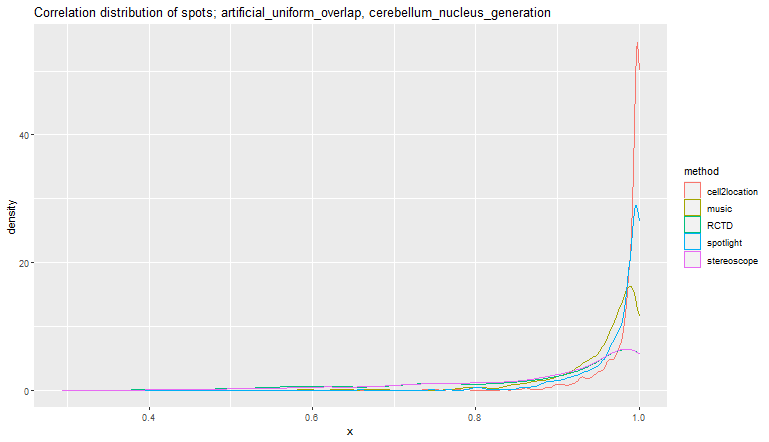 Correlation distribution of spots; artificial_uniform_overlap, cerebellum_nucleus_generation
density
40
20
0
0.4
0.6
0.8
1.0
x
method
cell2location
music
RCTD
spotlight
stereoscope